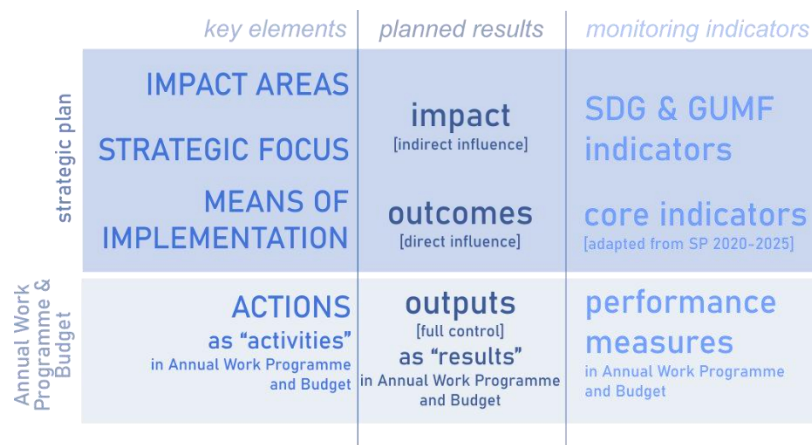 key elements
planned results
monitoring indicators
strategic plan
IMPACT AREAS
STRATEGIC FOCUS
MEANS OF
IMPLEMENTATION
impact
[indirect influence]
outcomes
[direct influence]
SDG & GUMF
indicators
core indicators
[adapted from SP 2020-2025]
Annual Work
Programme &
Budget
ACTIONS
as “activities”
in Annual Work Programme
and Budget
outputs
[full control]
as “results”
in Annual Work Programme
and Budget
performance
measures
in Annual Work Programme
and Budget